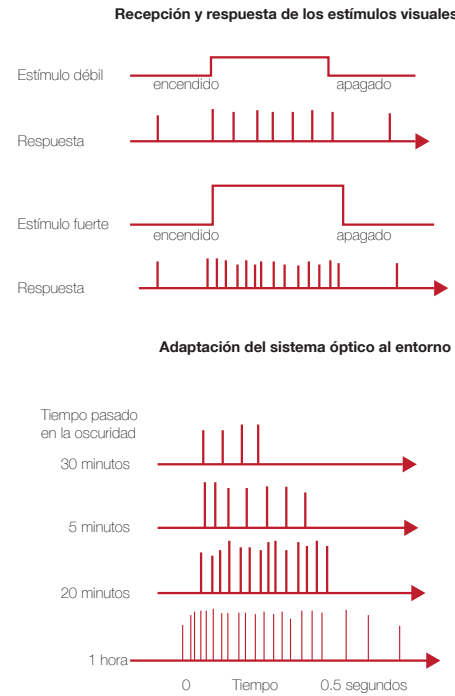 Recepción y respuesta de los estímulos visuales
Estímulo débil
encendido apagado
Respuesta
Estímulo fuerte
encendido apagado
Respuesta
Adaptación del sistema óptico al entorno
Tiempo pasado
en la oscuridad
30 minutos
5 minutos
20 minutos
1 hora
0 Tiempo 0.5 segundos